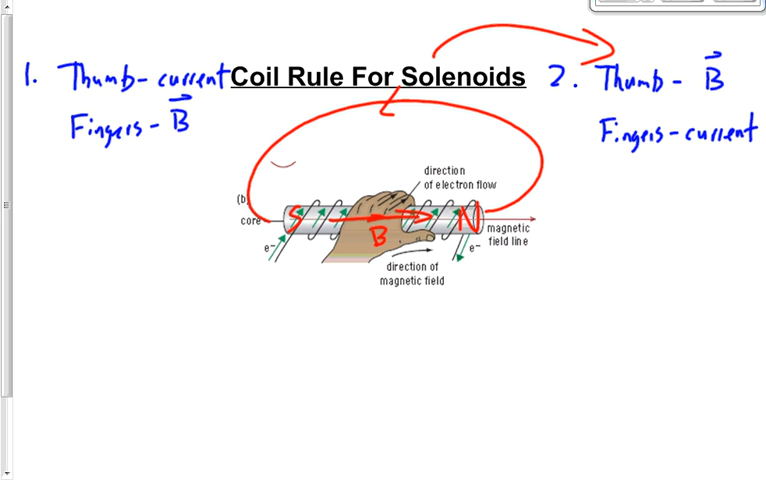 1. Thumb - current
Fingers - B
Coil Rule For Solenoids
2. Thumb - B
Fingers - current
direction
of electron flow
(b)
core
S
B
N
magnetic
field line
e-
e-
direction of
magnetic field